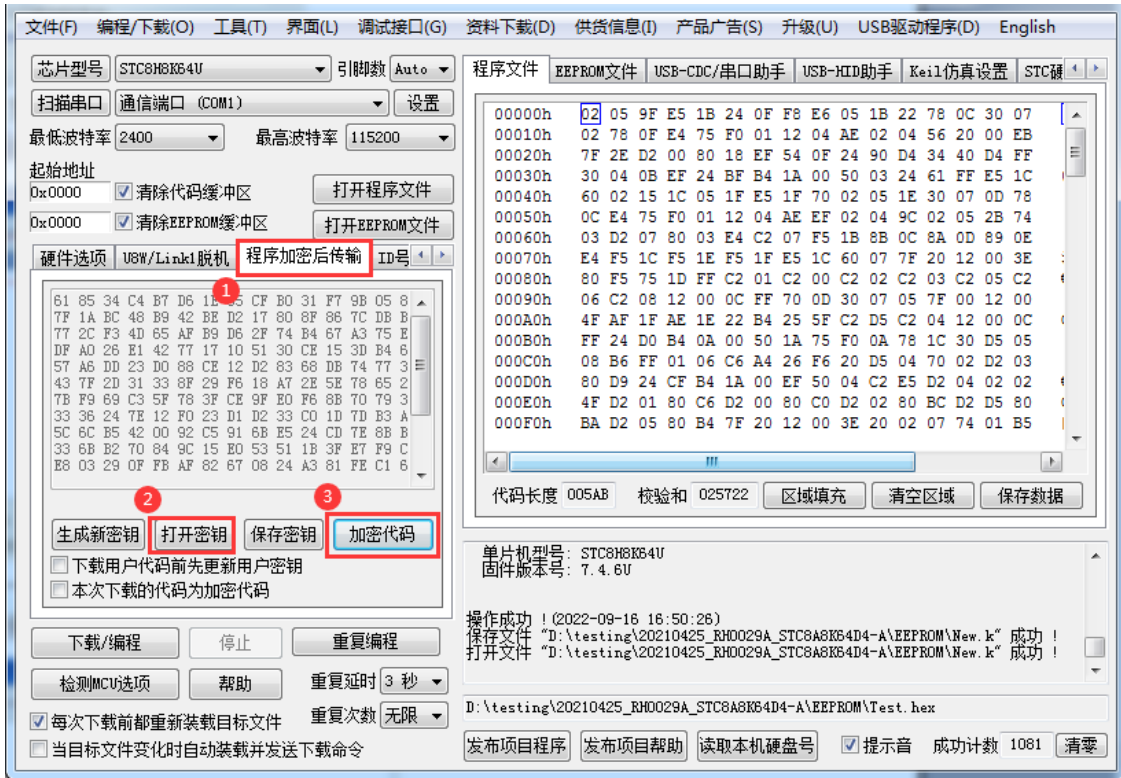 文件(F) 编程/下载(O) 工具(T) 界面(L) 调试接口(G) 资料下载(D) 供货信息(I) 产品广告(S) 升级(U) USB驱动程序(D) English
芯片型号 STC8H8K64U 引脚数 Auto
扫描串口 通信端口 (COM1) 设置
最低波特率 2400 最高波特率 115200
起始地址
0x0000 清除代码缓冲区 打开程序文件
0x0000 清除EEPROM缓冲区 打开EEPROM文件
硬件选项 U8W/Link1脱机 程序加密后传输 ID号
1
61 85 34 C4 B7 D6 1E CF B0 31 F7 9B 05 8
7F 1A BC 48 B9 42 BE D2 17 80 8F 86 7C DB B
77 2C F3 4D 65 AF B9 D6 2F 74 B4 67 A3 75 E
DF A0 26 E1 42 77 17 10 51 30 CE 15 3D B4 6
57 A6 DD 23 D0 88 CE 12 D2 83 68 DB 74 77 3
43 7F 2D 31 33 8F 29 F6 18 A7 2E 5E 78 65 2
7B F9 69 C3 5F 78 3F CE 9F E0 F6 8B 70 79 3
33 36 24 7E 12 F0 23 D1 D2 33 C0 1D 7D B3 A
5C 6C B5 42 00 92 C5 91 6B E5 24 CD 7E 8B B
33 6B B2 70 84 9C 15 E0 53 51 1B 3F E7 F9 C
E8 03 29 0F FB AF 82 67 08 24 A3 81 FE C1 6
2 3
生成新密钥 打开密钥 保存密钥 加密代码
下载用户代码前先更新用户密钥
本次下载的代码为加密代码
下载/编程 停止 重复编程
检测MCU选项 帮助 重复延时 3 秒
每次下载前都重新装载目标文件 重复次数 无限
当目标文件变化时自动装载并发送下载命令
程序文件 EEPROM文件 USB-CDC/串口助手 USB-HID助手 Keil仿真设置 STC硬
00000h 02 05 9F E5 1B 24 0F F8 E6 05 1B 22 78 0C 30 07
00010h 02 78 0F E4 75 F0 01 12 04 AE 02 04 56 20 00 EB
00020h 7F 2E D2 00 80 18 EF 54 0F 24 90 D4 34 40 D4 FF
00030h 30 04 0B EF 24 BF B4 1A 00 50 03 24 61 FF E5 1C
00040h 60 02 15 1C 05 1F E5 1F 70 02 05 1E 30 07 0D 78
00050h 0C E4 75 F0 01 12 04 AE EF 02 04 9C 02 05 2B 74
00060h 03 D2 07 80 03 E4 C2 07 F5 1B 8B 0C 8A 0D 89 0E
00070h E4 F5 1C F5 1E F5 1F E5 1C 60 07 7F 20 12 00 3E
00080h 80 F5 75 1D FF C2 01 C2 00 C2 02 C2 03 C2 05 C2
00090h 06 C2 08 12 00 0C FF 70 0D 30 07 05 7F 00 12 00
000A0h 4F AF 1F AE 1E 22 B4 25 5F C2 D5 C2 04 12 00 0C
000B0h FF 24 D0 B4 0A 00 50 1A 75 F0 0A 78 1C 30 D5 05
000C0h 08 B6 FF 01 06 C6 A4 26 F6 20 D5 04 70 02 D2 03
000D0h 80 D9 24 CF B4 1A 00 EF 50 04 C2 E5 D2 04 02 02
000E0h 4F D2 01 80 C6 D2 00 80 C0 D2 02 80 BC D2 D5 80
000F0h BA D2 05 80 B4 7F 20 12 00 3E 20 02 07 74 01 B5
代码长度 005AB 校验和 025722 区域填充 清空区域 保存数据
单片机型号: STC8H8K64U
固件版本号: 7.4.6U
操作成功 !(2022-09-16 16:50:26)
保存文件 "D:\testing\20210425_RH0029A_STC8A8K64D4-A\EEPROM\New.k" 成功 !
打开文件 "D:\testing\20210425_RH0029A_STC8A8K64D4-A\EEPROM\New.k" 成功 !
D:\testing\20210425_RH0029A_STC8A8K64D4-A\EEPROM\Test.hex
发布项目程序 发布项目帮助 读取本机硬盘号 提示音 成功计数 1081 清零